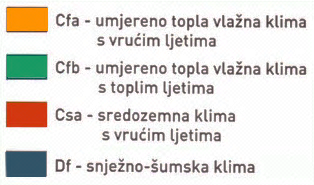 Cfa - umjereno topla vlažna klima
s vrućim ljetima
Cfb - umjereno topla vlažna klima
s toplim ljetima
Csa - sredozemna klima
s vrućim ljetima
Df - snježno-šumska klima